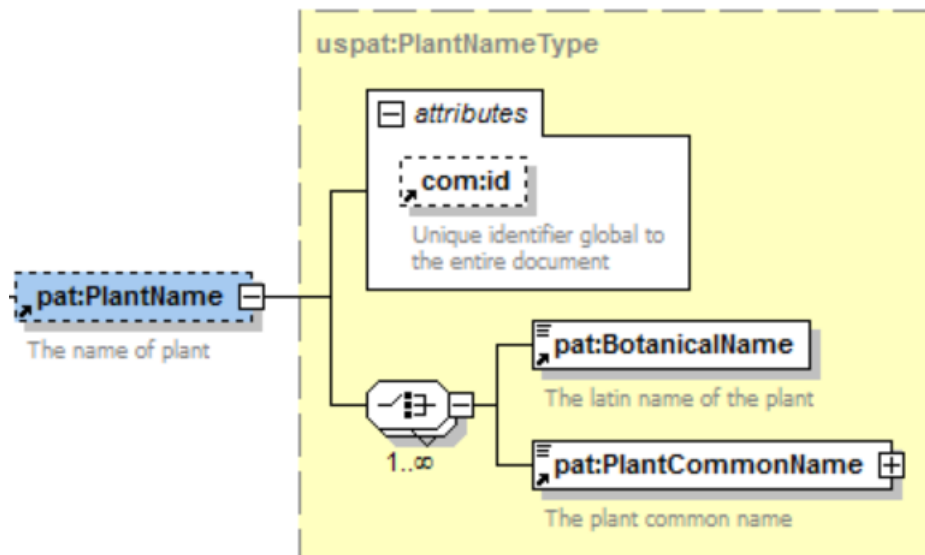 uspat:PlantNameType
attributes
com:id
Unique identifier global to
the entire document
pat:PlantName
The name of plant
pat:BotanicalName
The latin name of the plant
1..∞
pat:PlantCommonName
The plant common name